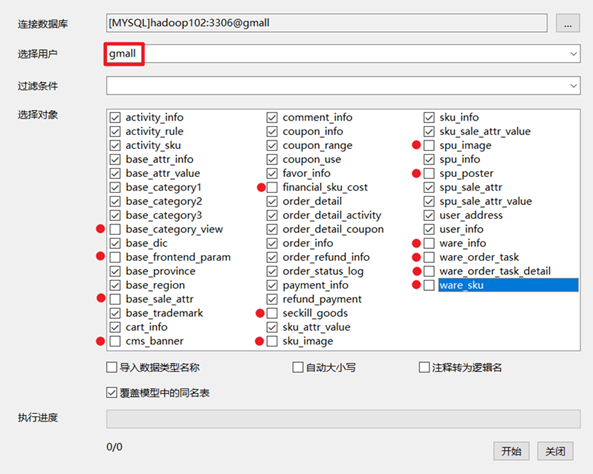 连接数据库 [MYSQL]hadoop102:3306@gmall ...
选择用户 gmall
过滤条件
选择对象
activity_info comment_info sku_info
activity_rule coupon_info sku_sale_attr_value
activity_sku coupon_range spu_image
base_attr_info coupon_use spu_info
base_attr_value favor_info spu_poster
base_category1 financial_sku_cost spu_sale_attr
base_category2 order_detail spu_sale_attr_value
base_category3 order_detail_activity user_address
base_category_view order_detail_coupon user_info
base_dic order_info ware_info
base_frontend_param order_refund_info ware_order_task
base_province order_status_log ware_order_task_detail
base_region payment_info ware_sku
base_sale_attr refund_payment
base_trademark seckill_goods
cart_info sku_attr_value
cms_banner sku_image
导入数据类型名称 自动大小写 注释转为逻辑名
覆盖模型中的同名表
执行进度
0/0 开始 关闭